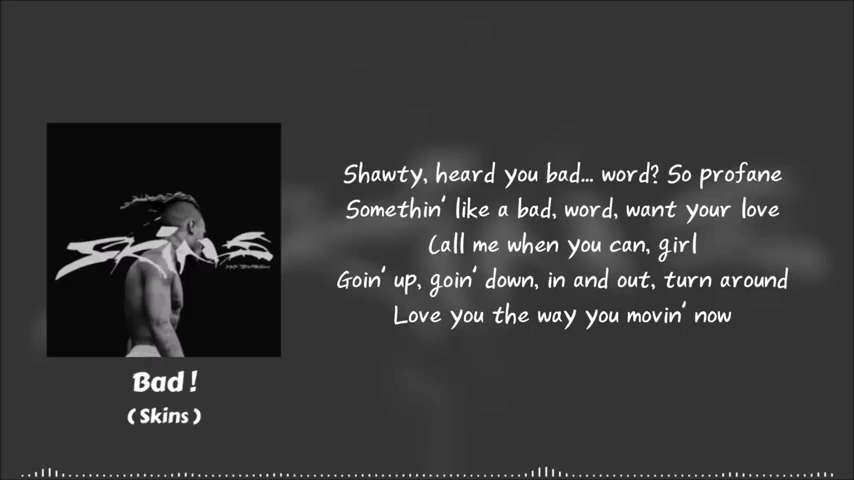 Shawty, heard you bad... word? So profane
Somethin' like a bad, word, want your love
Call me when you can, girl
Goin' up, goin' down, in and out, turn around
Love you the way you movin' now
Skins
Bad !
( Skins )